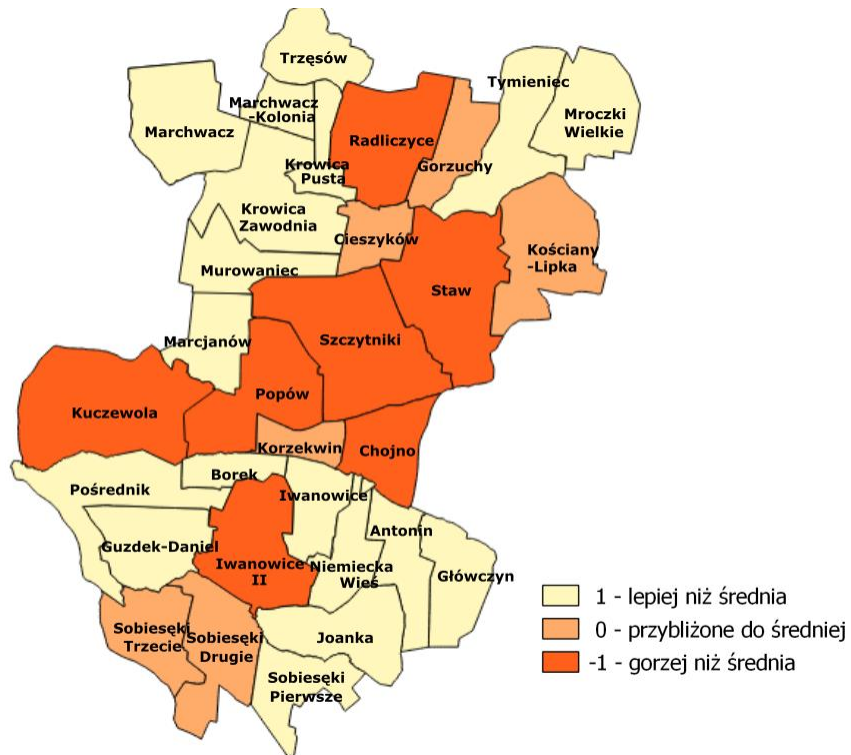 Trzęsów
Tymieniec
Marchwacz
-Kolonia
Mroczki
Wielkie
Marchwacz
Radliczyce
Krowica
Pusta
Gorzuchy
Krowica
Zawodnia
Cieszyków
Kościany
-Lipka
Murowaniec
Staw
Marcjanów
Szczytniki
Popów
Kuczewola
Korzekwin
Chojno
Borek
Pośrednik
Iwanowice
Antonin
Guzdek-Daniel
Iwanowice
II
Niemiecka
Wieś
Główczyn
Sobiesęki
Trzecie
Sobiesęki
Drugie
Joanka
Sobiesęki
Pierwsze
1 - lepiej niż średnia
0 - przybliżone do średniej
-1 - gorzej niż średnia